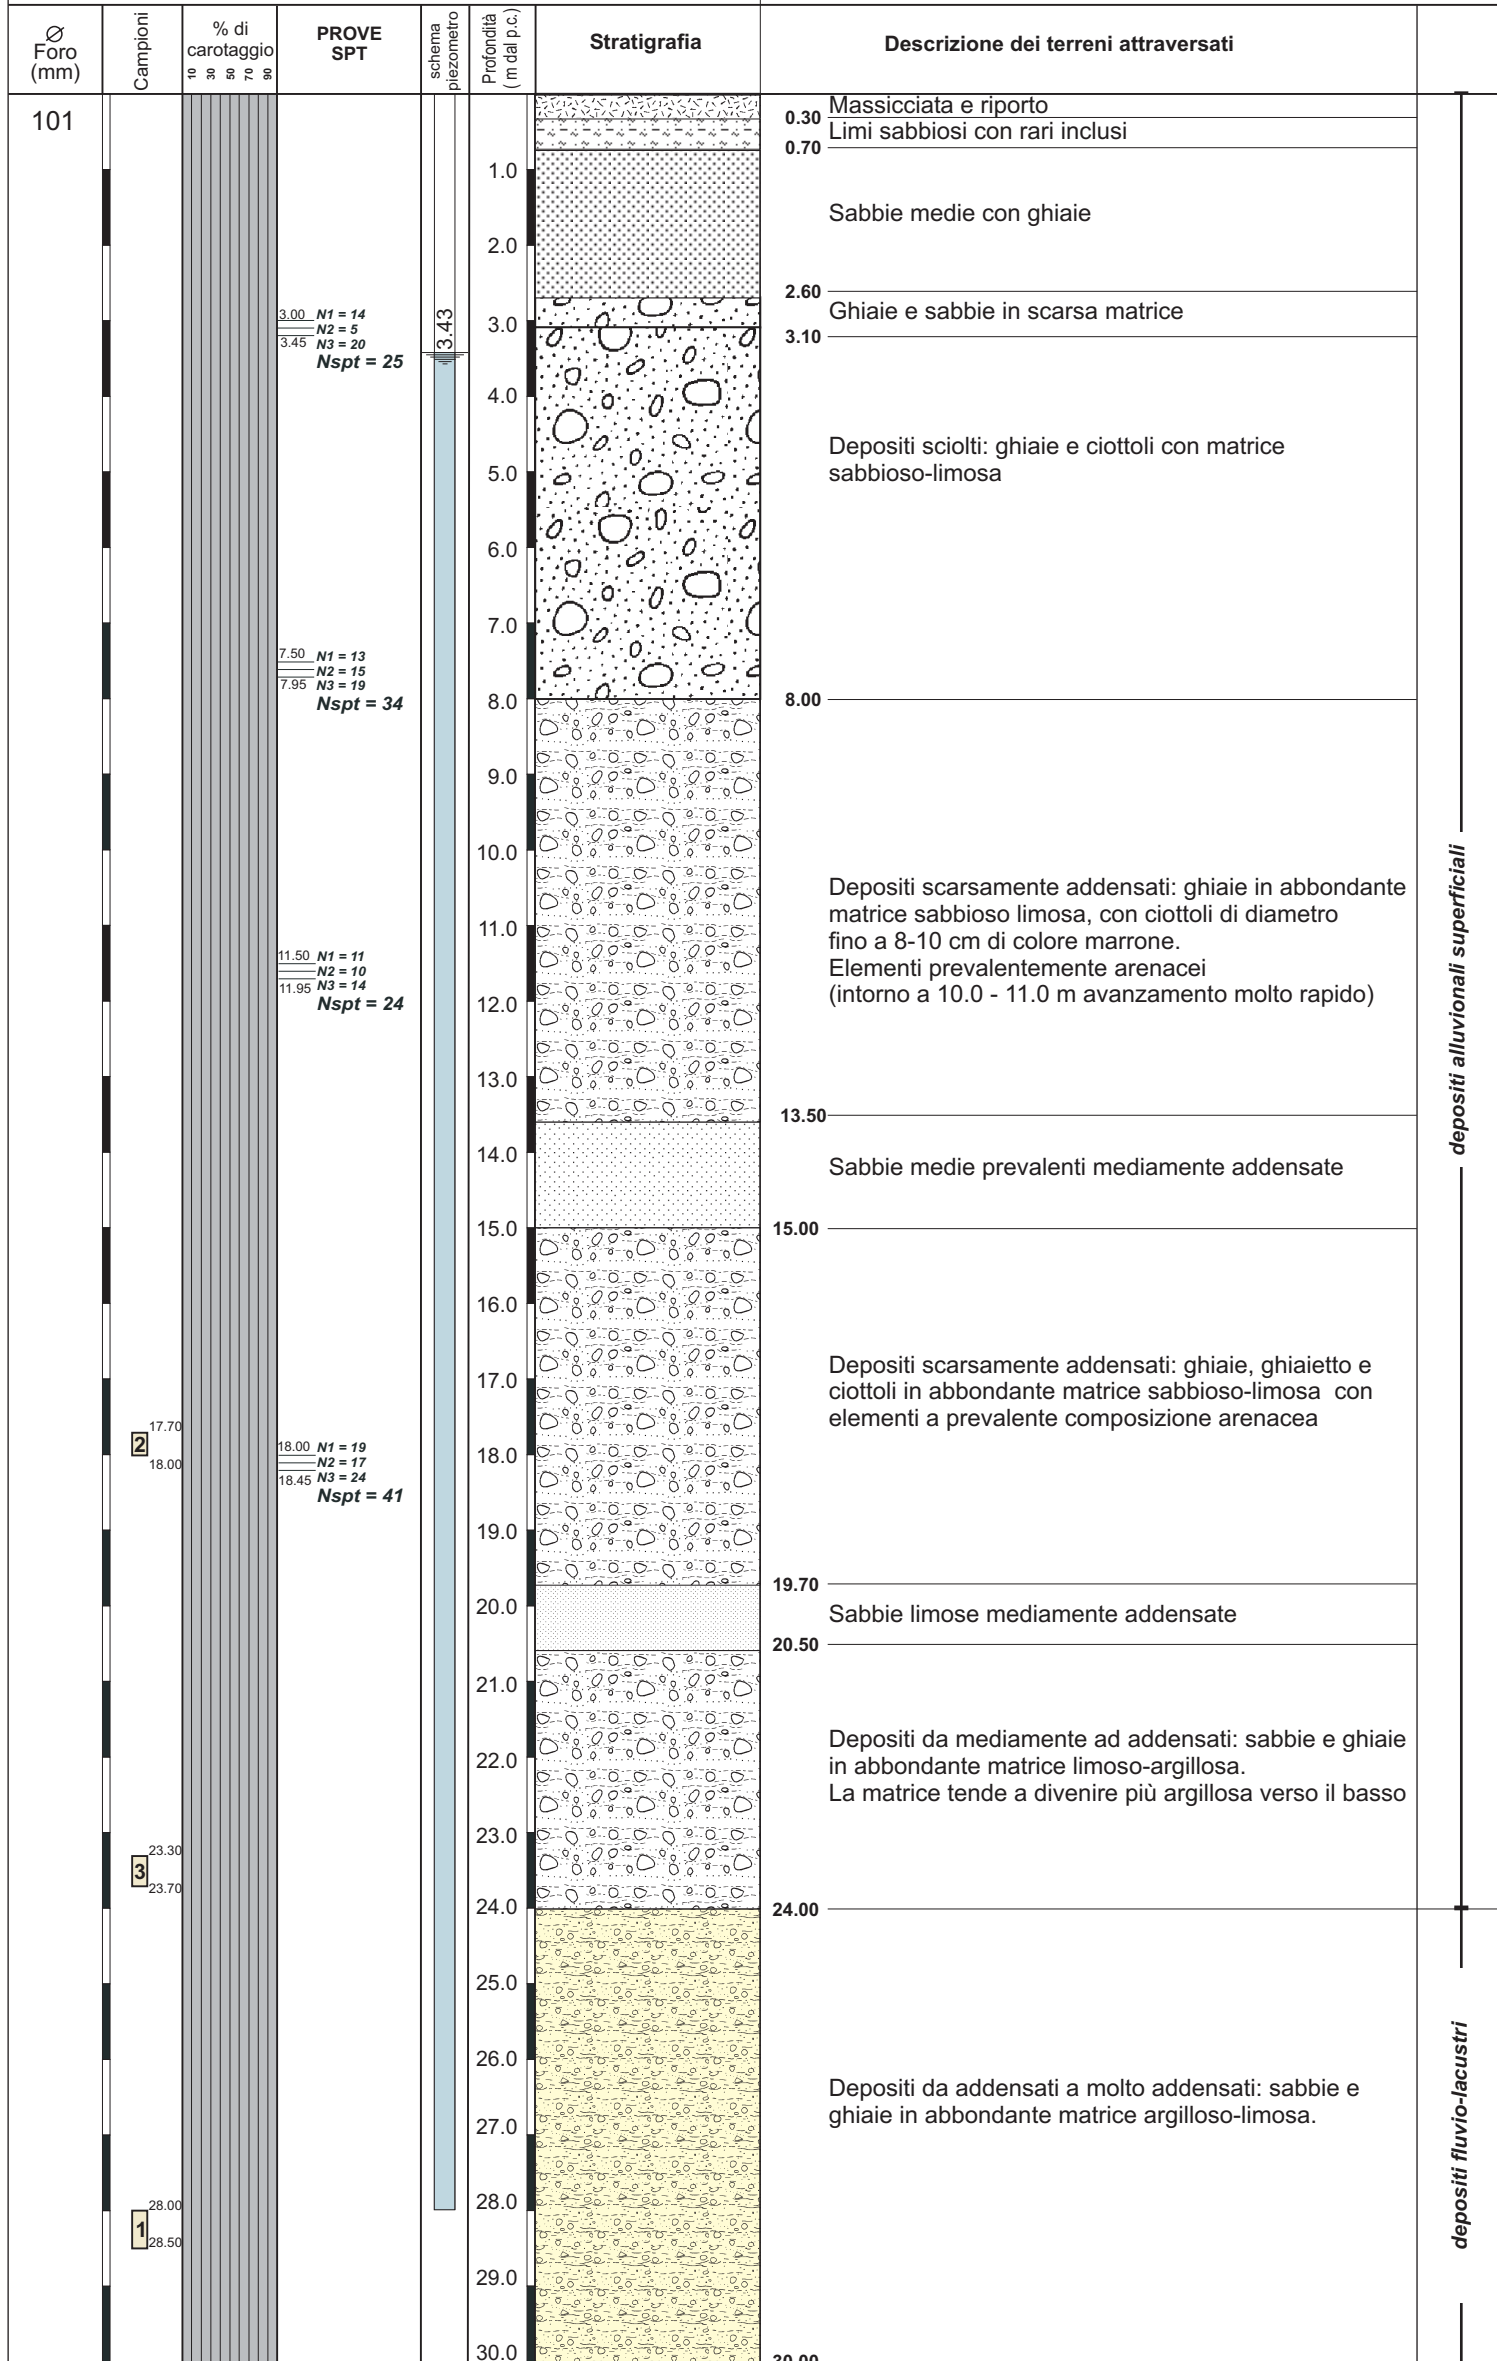 Ø
Foro
(mm)
Campioni
% di
carotaggio
10 30 50 70 90
PROVE
SPT
schema
piezometro
Profondità
( m dal p.c.)
Stratigrafia
Descrizione dei terreni attraversati
101
Massicciata e riporto
0.30
Limi sabbiosi con rari inclusi
0.70
1.0
Sabbie medie con ghiaie
2.0
2.60
Ghiaie e sabbie in scarsa matrice
3.00 N1 = 14
N2 = 5
3.45 N3 = 20
Nspt = 25
3.43
3.0
3.10
4.0
Depositi sciolti: ghiaie e ciottoli con matrice
sabbioso-limosa
5.0
6.0
7.0
7.50 N1 = 13
N2 = 15
7.95 N3 = 19
Nspt = 34
8.0
8.00
9.0
10.0
Depositi scarsamente addensati: ghiaie in abbondante
matrice sabbioso limosa, con ciottoli di diametro
fino a 8-10 cm di colore marrone.
Elementi prevalentemente arenacei
(intorno a 10.0 - 11.0 m avanzamento molto rapido)
11.0
11.50 N1 = 11
N2 = 10
11.95 N3 = 14
Nspt = 24
12.0
13.0
13.50
14.0
Sabbie medie prevalenti mediamente addensate
15.0
15.00
16.0
Depositi scarsamente addensati: ghiaie, ghiaietto e
ciottoli in abbondante matrice sabbioso-limosa con
elementi a prevalente composizione arenacea
17.0
17.70
2
18.00
18.00 N1 = 19
N2 = 17
18.45 N3 = 24
Nspt = 41
18.0
19.0
19.70
20.0
Sabbie limose mediamente addensate
20.50
21.0
Depositi da mediamente ad addensati: sabbie e ghiaie
in abbondante matrice limoso-argillosa.
La matrice tende a divenire più argillosa verso il basso
22.0
23.0
23.30
3
23.70
24.0
24.00
depositi alluvionali superficiali
25.0
26.0
Depositi da addensati a molto addensati: sabbie e
ghiaie in abbondante matrice argilloso-limosa.
27.0
28.0
28.00
1
28.50
29.0
30.0
30.00
depositi fluvio-lacustri